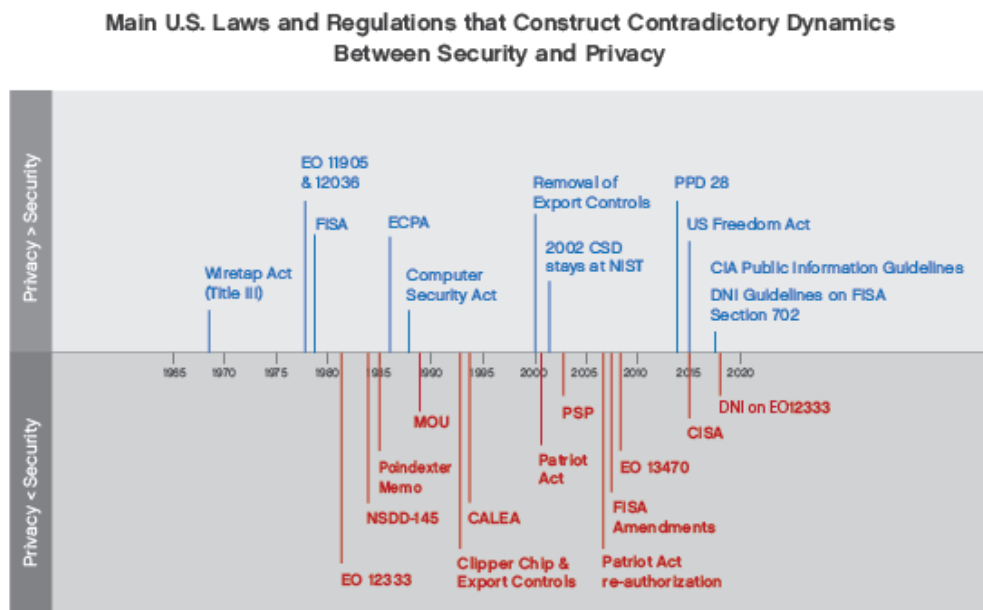 Main U.S. Laws and Regulations that Construct Contradictory Dynamics
Between Security and Privacy
Privacy > Security
EO 11905
& 12036
FISA
Wiretap Act
(Title III)
ECPA
Computer
Security Act
Removal of
Export Controls
2002 CSD
stays at NIST
PPD 28
US Freedom Act
CIA Public Information Guidelines
DNI Guidelines on FISA
Section 702
1965
1970
1975
1980
1985
1990
1995
2000
2005
2010
2015
2020
Privacy < Security
MOU
Poindexter
Memo
NSDD-145
EO 12333
CALEA
Clipper Chip &
Export Controls
PSP
Patriot
Act
EO 13470
FISA
Amendments
Patriot Act
re-authorization
CISA
DNI on EO12333